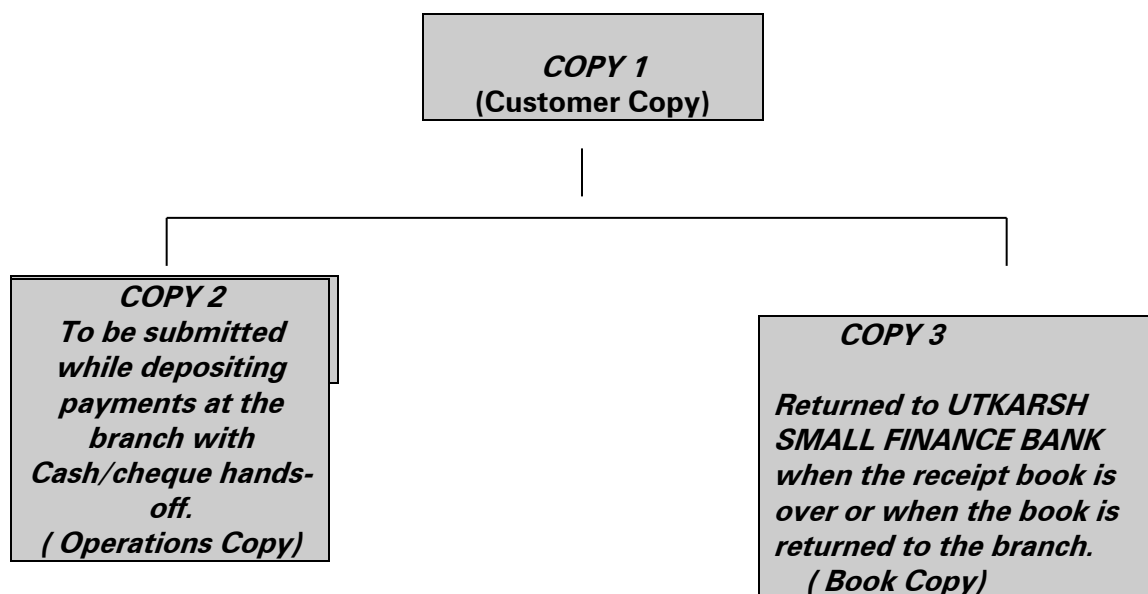 COPY 1
(Customer Copy)
COPY 2
To be submitted
while depositing
payments at the
branch with
Cash/cheque hands-
off.
( Operations Copy)
COPY 3
Returned to UTKARSH
SMALL FINANCE BANK
when the receipt book is
over or when the book is
returned to the branch.
( Book Copy)